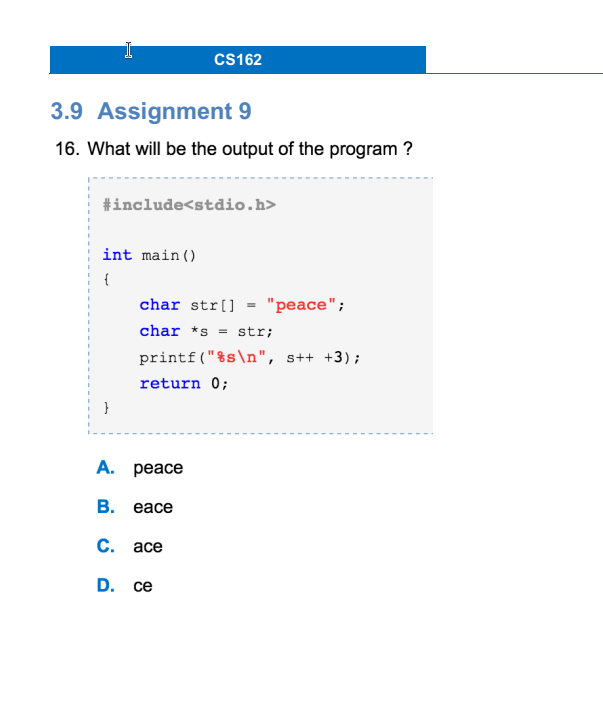 CS162
3.9 Assignment 9
16. What will be the output of the program ?
#include<stdio.h>
int main()
{
char str[] = "peace";
char *s = str;
printf("%s\n", s++ +3);
return 0;
}
A. peace
B. eace
C. ace
D. ce